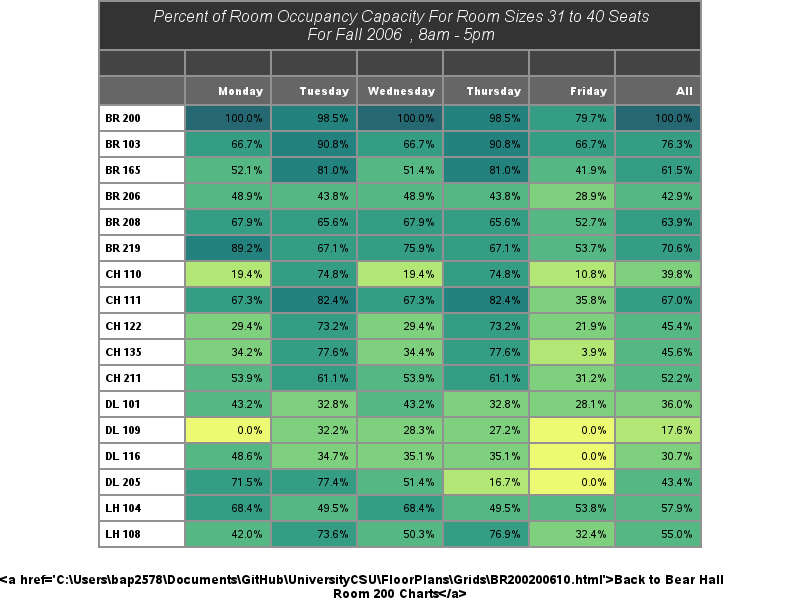 Percent of Room Occupancy Capacity For Room Sizes 31 to 40 Seats
For Fall 2006 , 8am - 5pm
Monday Tuesday Wednesday Thursday Friday All
BR 200 100.0% 98.5% 100.0% 98.5% 79.7% 100.0%
BR 103 66.7% 90.8% 66.7% 90.8% 66.7% 76.3%
BR 165 52.1% 81.0% 51.4% 81.0% 41.9% 61.5%
BR 206 48.9% 43.8% 48.9% 43.8% 28.9% 42.9%
BR 208 67.9% 65.6% 67.9% 65.6% 52.7% 63.9%
BR 219 89.2% 67.1% 75.9% 67.1% 53.7% 70.6%
CH 110 19.4% 74.8% 19.4% 74.8% 10.8% 39.8%
CH 111 67.3% 82.4% 67.3% 82.4% 35.8% 67.0%
CH 122 29.4% 73.2% 29.4% 73.2% 21.9% 45.4%
CH 135 34.2% 77.6% 34.4% 77.6% 3.9% 45.6%
CH 211 53.9% 61.1% 53.9% 61.1% 31.2% 52.2%
DL 101 43.2% 32.8% 43.2% 32.8% 28.1% 36.0%
DL 109 0.0% 32.2% 28.3% 27.2% 0.0% 17.6%
DL 116 48.6% 34.7% 35.1% 35.1% 0.0% 30.7%
DL 205 71.5% 77.4% 51.4% 16.7% 0.0% 43.4%
LH 104 68.4% 49.5% 68.4% 49.5% 53.8% 57.9%
LH 108 42.0% 73.6% 50.3% 76.9% 32.4% 55.0%
<a href='C:\Users\bap2578\Documents\GitHub\UniversityCSU\FloorPlans\Grids\BR200200610.html'>Back to Bear Hall
Room 200 Charts</a>